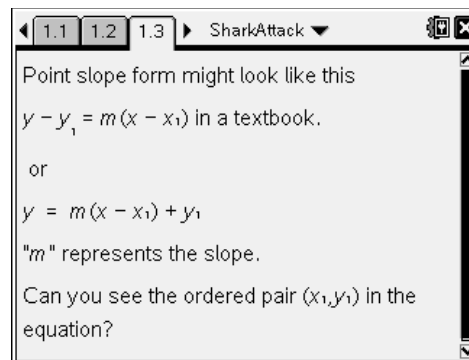 1.1 1.2 1.3 SharkAttack
Point slope form might look like this
y – y₁ = m(x – x₁) in a textbook.
or
y = m(x – x₁) + y₁
"m" represents the slope.
Can you see the ordered pair (x₁,y₁) in the
equation?